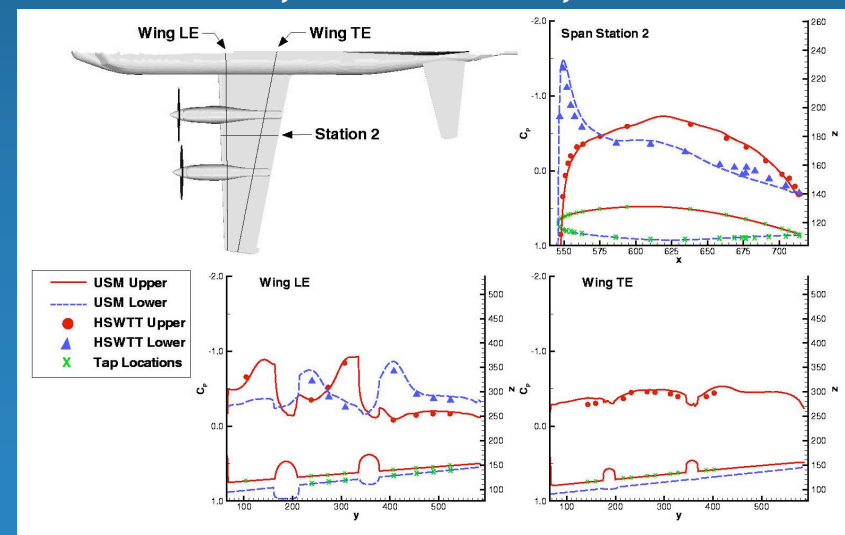 Wing LE
Wing TE
Station 2
Span Station 2
-2.0
-1.0
0.0
1.0
Cp
260
240
220
200
180
160
140
120
z
550
575
600
625
650
675
700
x
USM Upper
USM Lower
HSWTT Upper
HSWTT Lower
Tap Locations
Wing LE
-2.0
-1.0
0.0
1.0
Cp
500
450
400
350
300
250
200
150
100
z
100
200
300
400
500
y
Wing TE
-2.0
-1.0
0.0
1.0
Cp
500
450
400
350
300
250
200
150
100
z
100
200
300
400
500
y